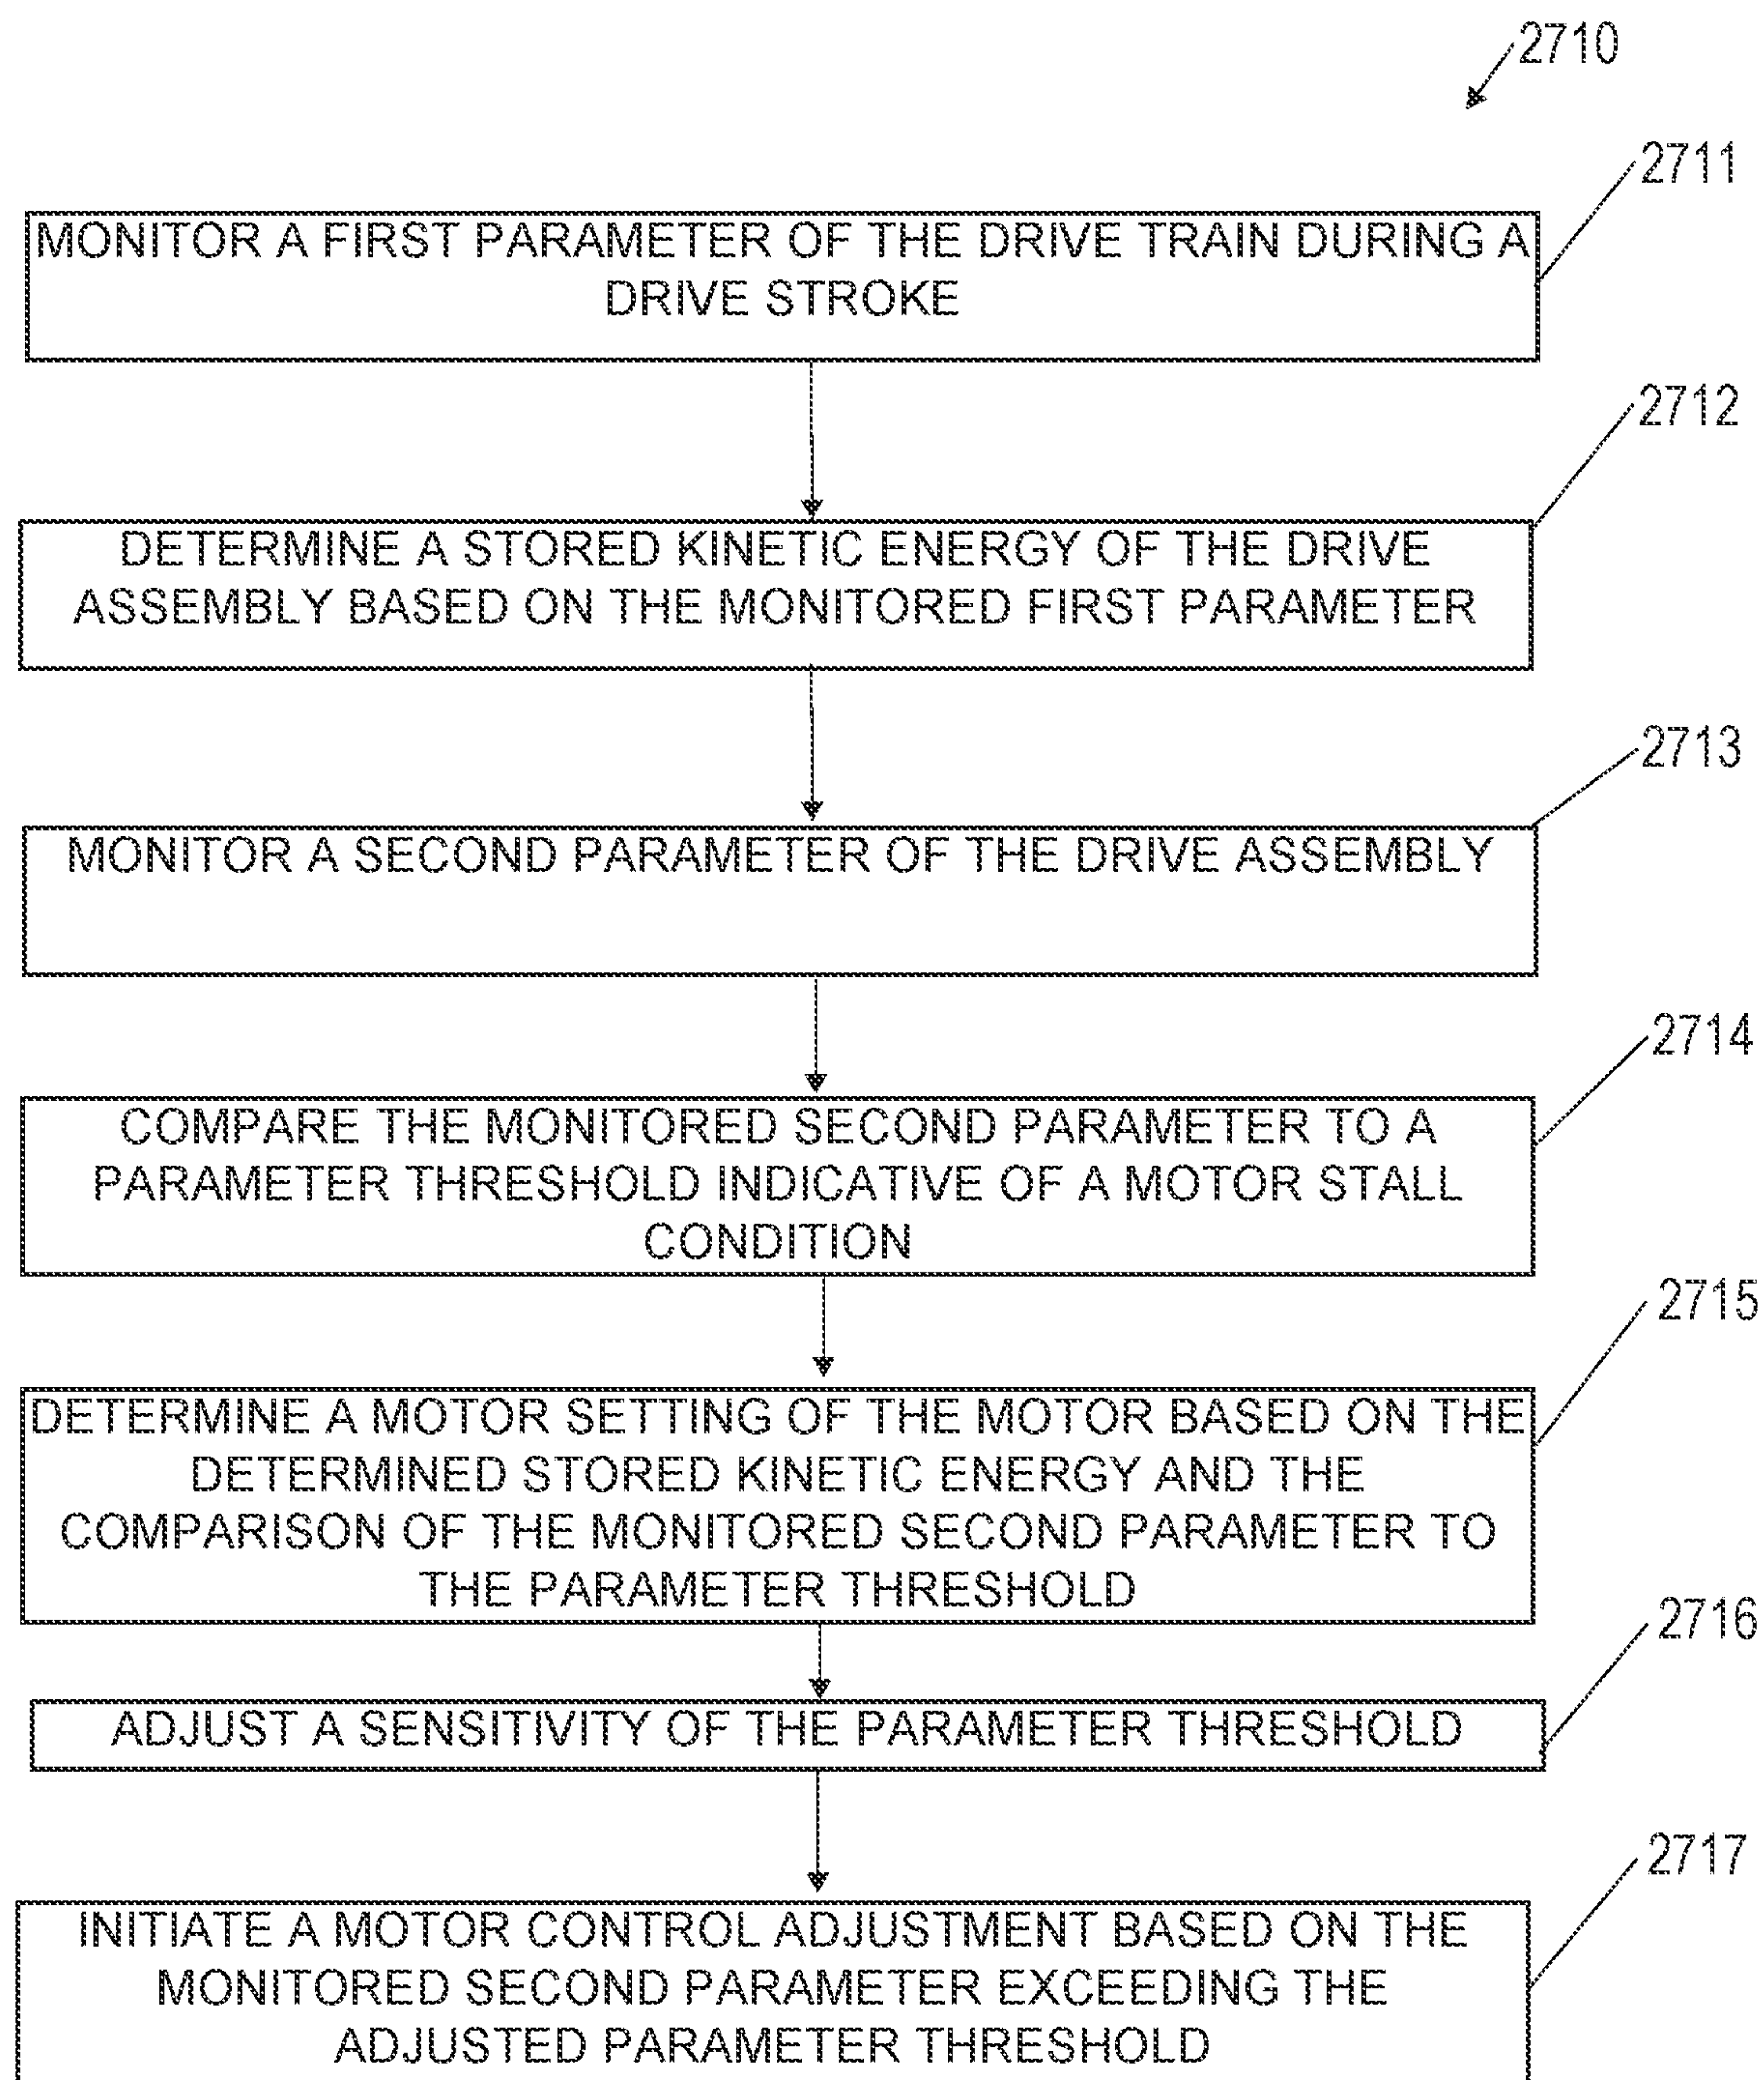 2710
2711
MONITOR A FIRST PARAMETER OF THE DRIVE TRAIN DURING A
DRIVE STROKE
2712
DETERMINE A STORED KINETIC ENERGY OF THE DRIVE
ASSEMBLY BASED ON THE MONITORED FIRST PARAMETER
2713
MONITOR A SECOND PARAMETER OF THE DRIVE ASSEMBLY
2714
COMPARE THE MONITORED SECOND PARAMETER TO A
PARAMETER THRESHOLD INDICATIVE OF A MOTOR STALL
CONDITION
2715
DETERMINE A MOTOR SETTING OF THE MOTOR BASED ON THE
DETERMINED STORED KINETIC ENERGY AND THE
COMPARISON OF THE MONITORED SECOND PARAMETER TO
THE PARAMETER THRESHOLD
2716
ADJUST A SENSITIVITY OF THE PARAMETER THRESHOLD
2717
INITIATE A MOTOR CONTROL ADJUSTMENT BASED ON THE
MONITORED SECOND PARAMETER EXCEEDING THE
ADJUSTED PARAMETER THRESHOLD